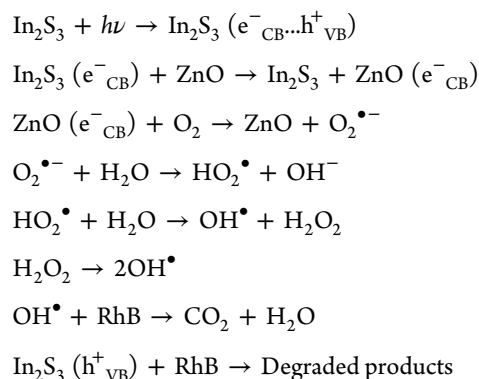 In₂S₃ + hν → In₂S₃ (e⁻CB...h⁺VB)
In₂S₃ (e⁻CB) + ZnO → In₂S₃ + ZnO (e⁻CB)
ZnO (e⁻CB) + O₂ → ZnO + O₂•⁻
O₂•⁻ + H₂O → HO₂• + OH⁻
HO₂• + H₂O → OH• + H₂O₂
H₂O₂ → 2OH•
OH• + RhB → CO₂ + H₂O
In₂S₃ (h⁺VB) + RhB → Degraded products